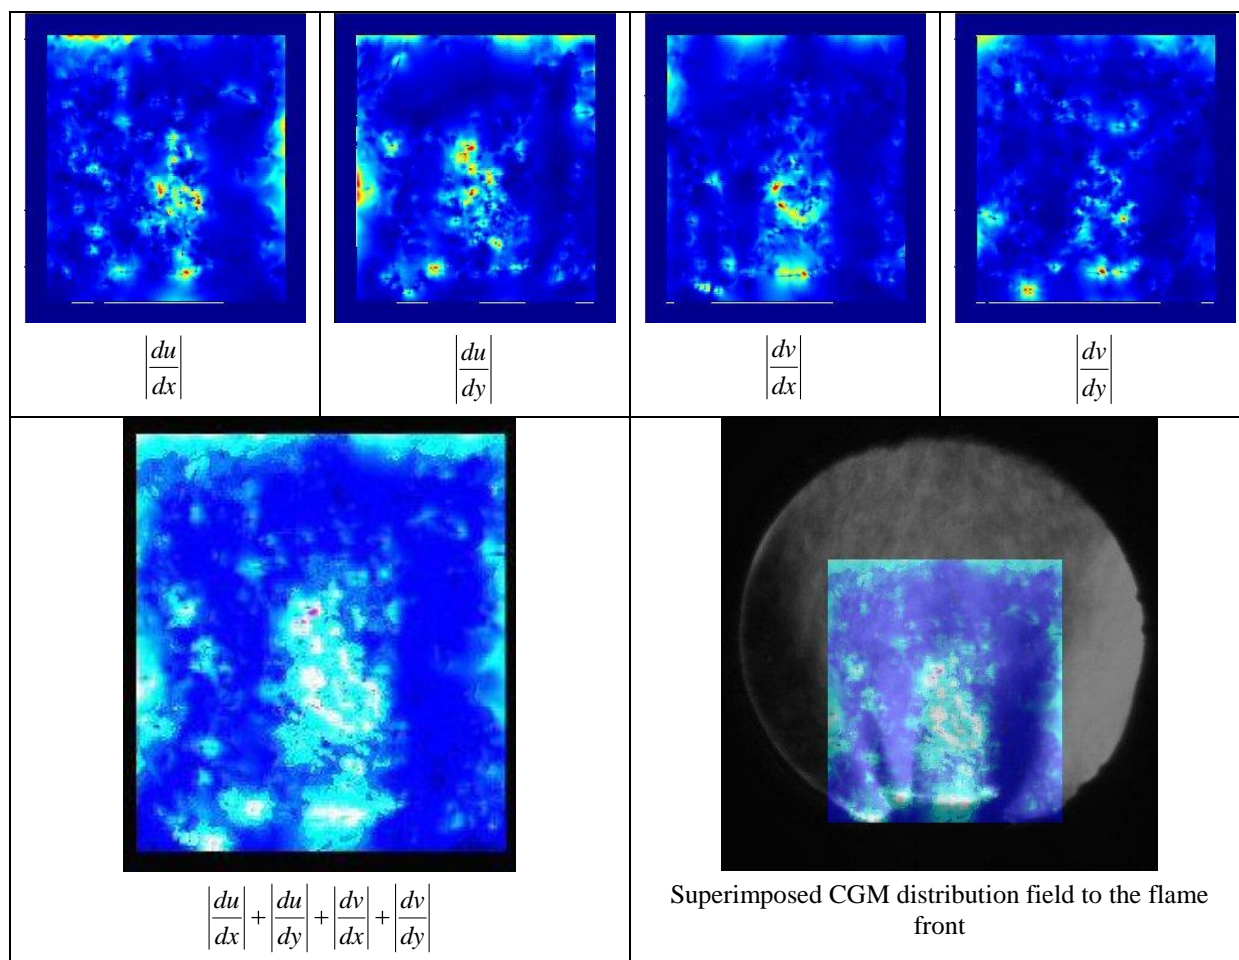 |du/dx|
|du/dy|
|dv/dx|
|dv/dy|
|du/dx| + |du/dy| + |dv/dx| + |dv/dy|
Superimposed CGM distribution field to the flame
front